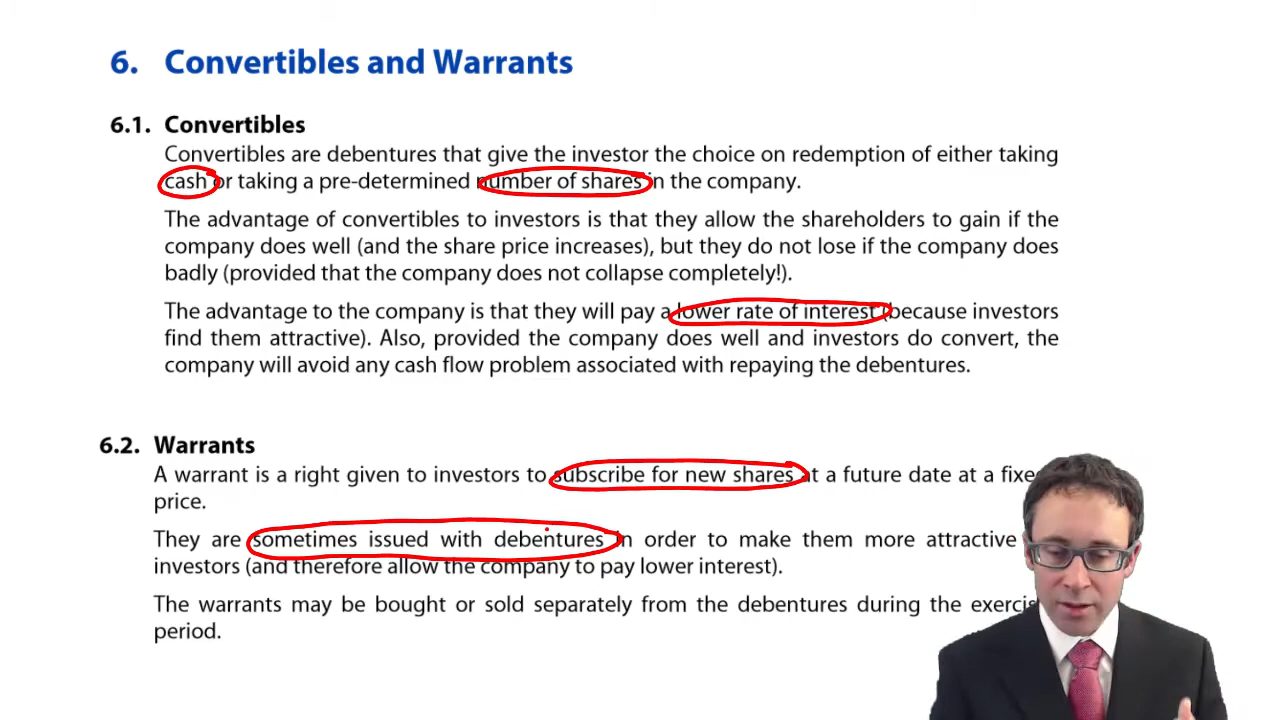 6. Convertibles and Warrants
6.1. Convertibles
Convertibles are debentures that give the investor the choice on redemption of either taking
cash or taking a pre-determined number of shares in the company.
The advantage of convertibles to investors is that they allow the shareholders to gain if the
company does well (and the share price increases), but they do not lose if the company does
badly (provided that the company does not collapse completely!).
The advantage to the company is that they will pay a lower rate of interest (because investors
find them attractive). Also, provided the company does well and investors do convert, the
company will avoid any cash flow problem associated with repaying the debentures.
6.2. Warrants
A warrant is a right given to investors to subscribe for new shares at a future date at a fixe
price.
They are sometimes issued with debentures in order to make them more attractive
investors (and therefore allow the company to pay lower interest).
The warrants may be bought or sold separately from the debentures during the exercis
period.